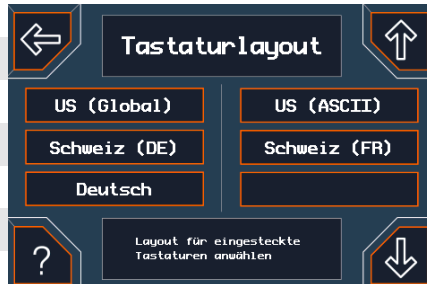 Tastaturlayout
US (Global)
US (ASCII)
Schweiz (DE)
Schweiz (FR)
Deutsch
?
Layout für eingesteckte
Tastaturen anwählen